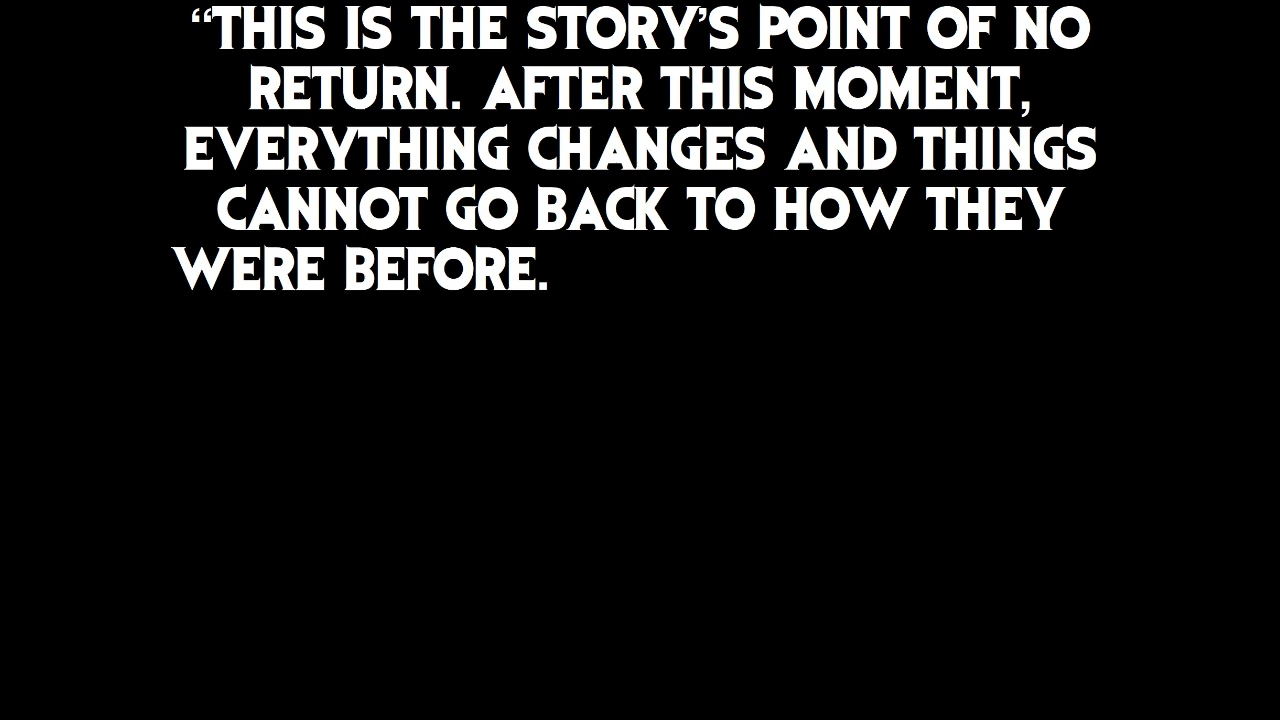 “THIS IS THE STORY’S POINT OF NO
RETURN. AFTER THIS MOMENT,
EVERYTHING CHANGES AND THINGS
CANNOT GO BACK TO HOW THEY
WERE BEFORE.